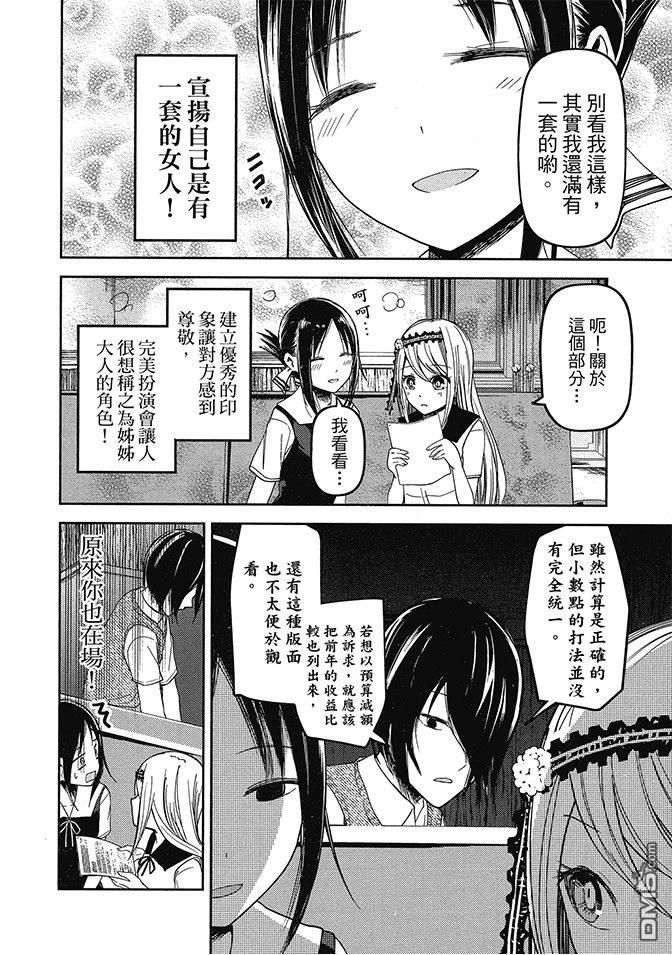 別看我這樣，
其實我還滿有
一套的喲。
宣揚自己是有
一套的女人！
呃！關於
這個部分…
呵呵…
我看看…
建立優秀的印
象讓對方感到
尊敬，
完美扮演會讓人
很想稱之為姊姊
大人的角色！
雖然計算是正確的，
但小數點的打法並沒
有完全統一。
若想以預算減額
為訴求，就應該
把前年的收益比
較也列出來，
還有這種版面
也不太便於觀
看。
原來你也在場！
DM5.com